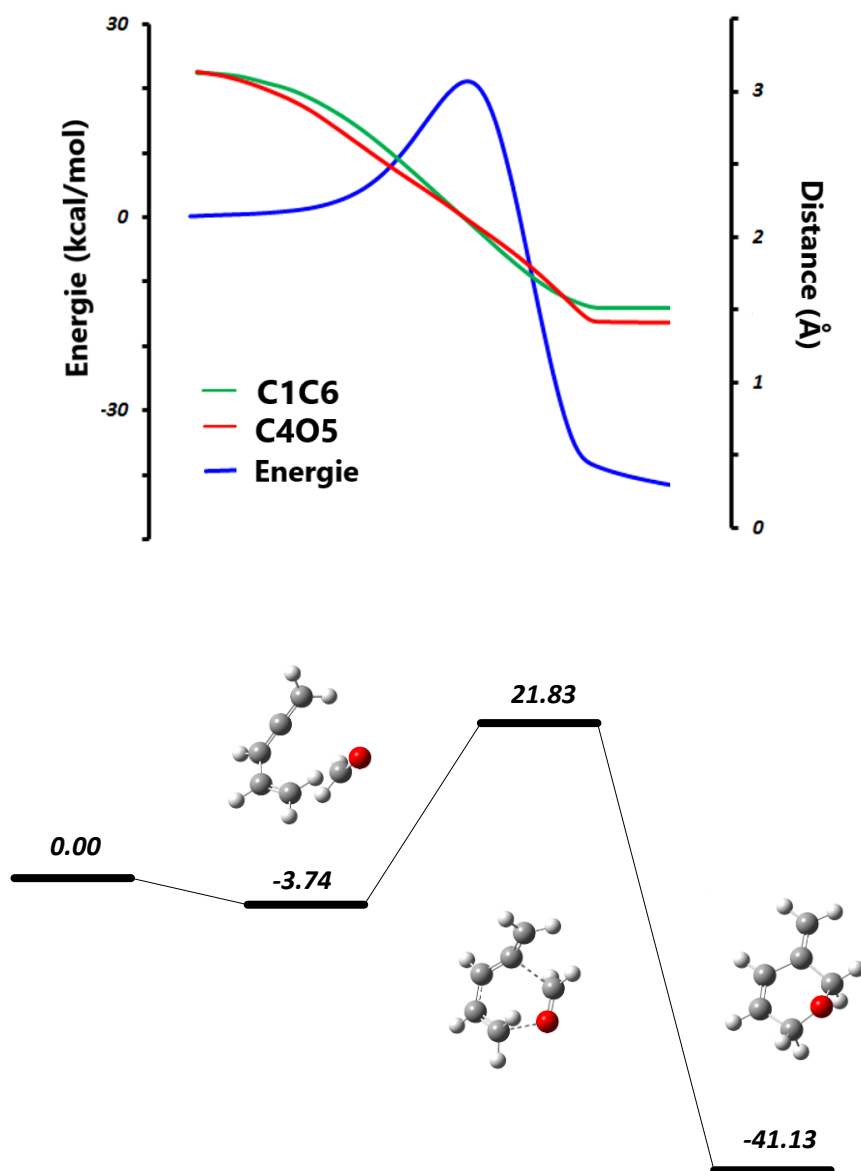 30
3
Energie (kcal/mol)
0
Distance (Å)
2
-30
1
C1C6
C4O5
Energie
0
21.83
0.00
-3.74
-41.13